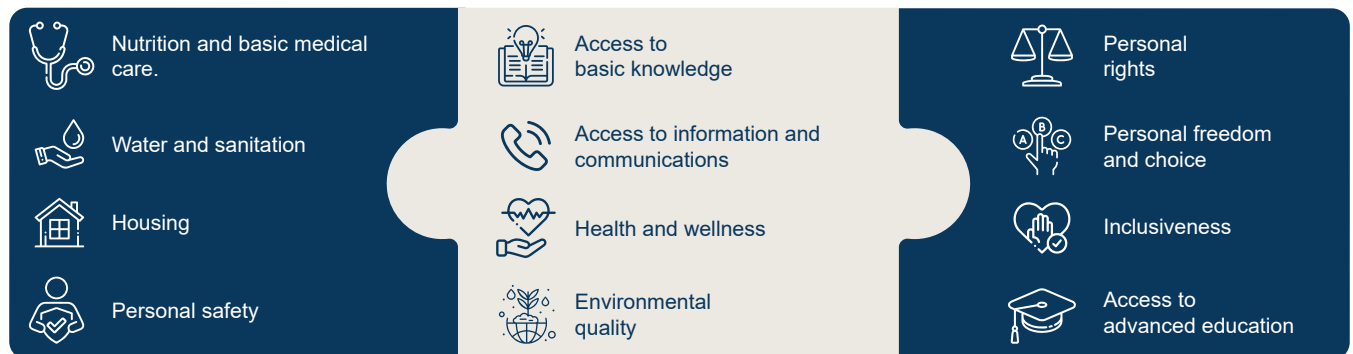 Nutrition and basic medical
care.
Water and sanitation
Housing
Personal safety
Access to
basic knowledge
Access to information and
communications
Health and wellness
Environmental
quality
Personal
rights
A B C
Personal freedom
and choice
Inclusiveness
Access to
advanced education